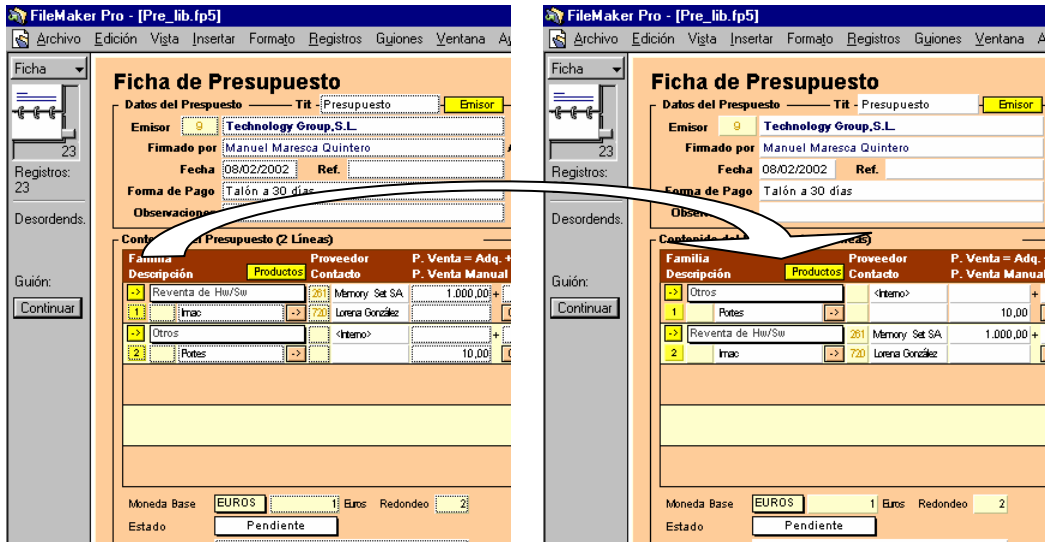 FileMaker Pro - [Pre_lib.fp5]
Archivo Edición Vista Insertar Formato Registros Guiones Ventana Ay
Ficha
Ficha de Presupuesto
Datos del Prespuesto Tit - Presupuesto Emisor
Emisor 9 Technology Group,S.L.
23
Firmado por Manuel Maresca Quintero
Registros:
23
Fecha 08/02/2002 Ref.
Forma de Pago Talón a 30 días
Desordends.
Observaciones
Contenido del Presupuesto (2 Líneas)
Familia Proveedor P. Venta = Adq. +
Descripción Productos Contacto P. Venta Manual
Guión:
Continuar
-> Reventa de Hw/Sw 261 Memory Set SA 1.000,00 +
1 Imac -> 720 Lorena González
-> Otros <Interno> +
2 Portes -> 10,00
Moneda Base EUROS 1 Euros Redondeo 2
Estado Pendiente
FileMaker Pro - [Pre_lib.fp5]
Archivo Edición Vista Insertar Formato Registros Guiones Ventana A
Ficha
Ficha de Presupuesto
Datos del Prespuesto Tit - Presupuesto Emisor
Emisor 9 Technology Group,S.L.
23
Firmado por Manuel Maresca Quintero
Registros:
23
Fecha 08/02/2002 Ref.
Forma de Pago Talón a 30 días
Desordends.
Familia Proveedor P. Venta = Adq.
Descripción Productos Contacto P. Venta Manual
Guión:
Continuar
-> Otros <Interno> +
1 Portes -> 10,00
-> Reventa de Hw/Sw 261 Memory Set SA 1.000,00 +
2 Imac -> 720 Lorena González
Moneda Base EUROS 1 Euros Redondeo 2
Estado Pendiente